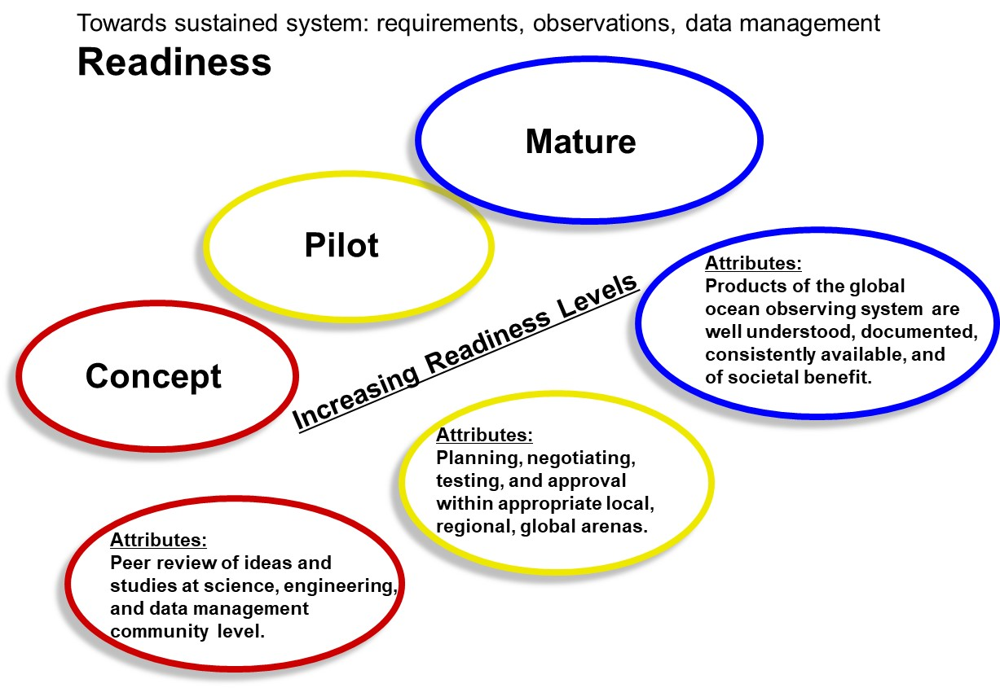 Towards sustained system: requirements, observations, data management
Readiness
Mature
Pilot
Concept
Increasing Readiness Levels
Attributes:
Products of the global
ocean observing system are
well understood, documented,
consistently available, and
of societal benefit.
Attributes:
Planning, negotiating,
testing, and approval
within appropriate local,
regional, global arenas.
Attributes:
Peer review of ideas and
studies at science, engineering,
and data management
community level.